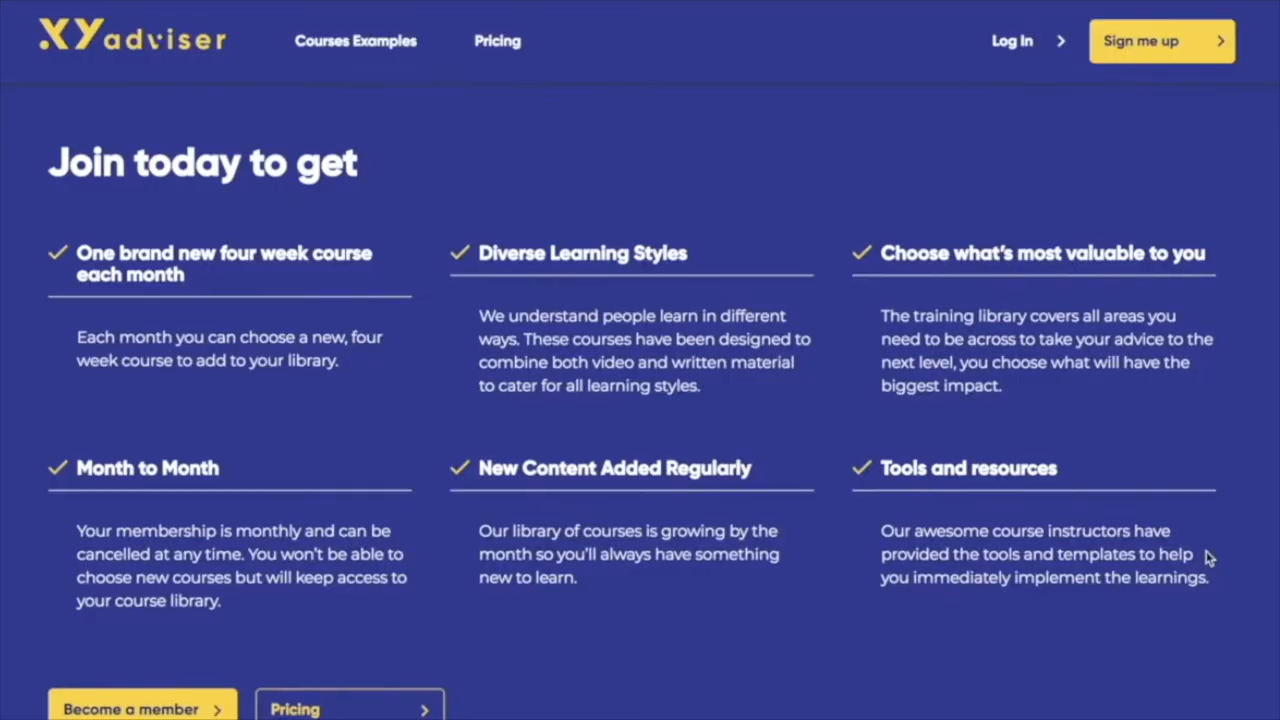 XY adviser
Courses Examples
Pricing
Log In
Sign me up
Join today to get
One brand new four week course
each month
Each month you can choose a new, four
week course to add to your library.
Diverse Learning Styles
We understand people learn in different
ways. These courses have been designed to
combine both video and written material
to cater for all learning styles.
Choose what's most valuable to you
The training library covers all areas you
need to be across to take your advice to the
next level, you choose what will have the
biggest impact.
Month to Month
Your membership is monthly and can be
cancelled at any time. You won't be able to
choose new courses but will keep access to
your course library.
New Content Added Regularly
Our library of courses is growing by the
month so you'll always have something
new to learn.
Tools and resources
Our awesome course instructors have
provided the tools and templates to help
you immediately implement the learnings.
Become a member
Pricing